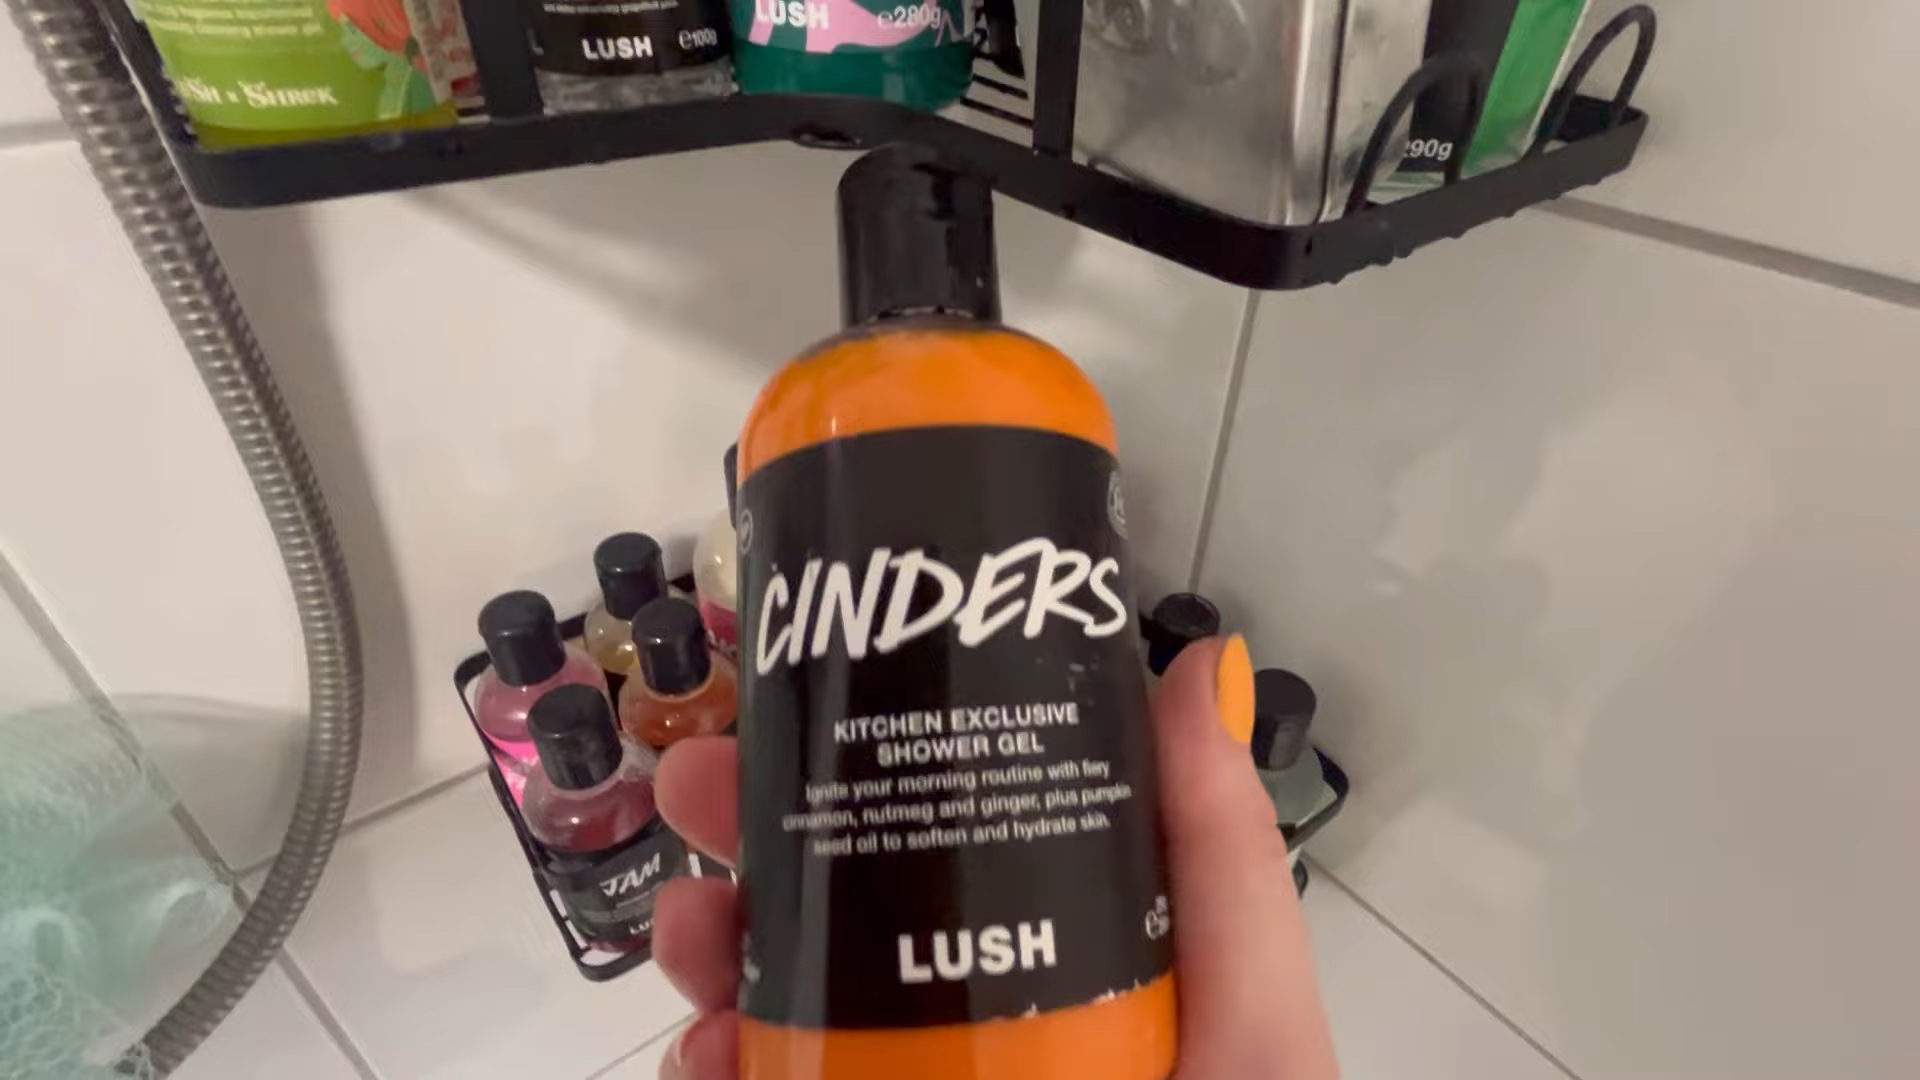 LUSH
e280g
LUSH
e100g
SHREK
290g
CINDERS
KITCHEN EXCLUSIVE
SHOWER GEL
Ignite your morning routine with fiery
cinnamon, nutmeg and ginger, plus pumpkin
seed oil to soften and hydrate skin.
LUSH
JAM